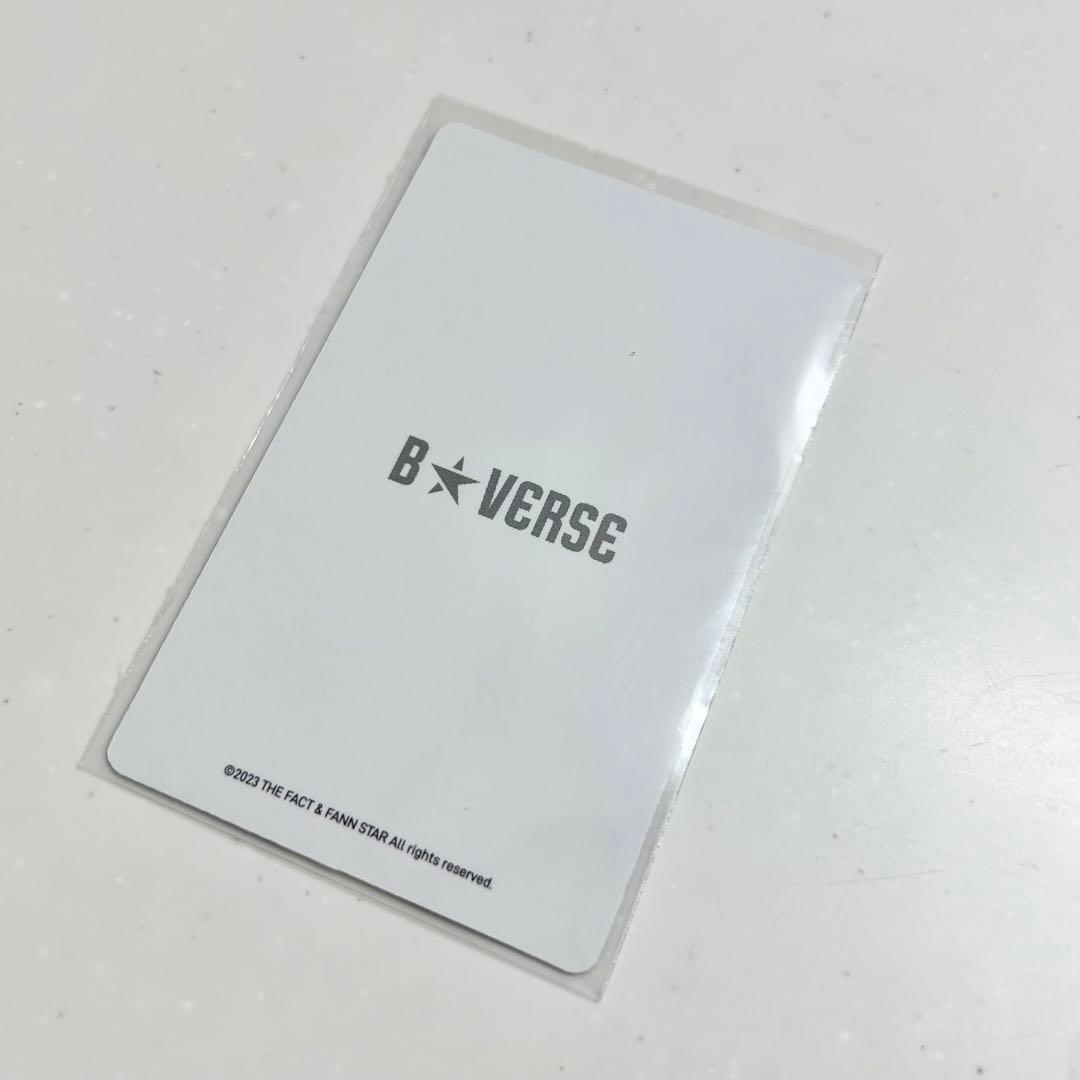 B★VERSE
©2023 THE FACT & FANN STAR All rights reserved.